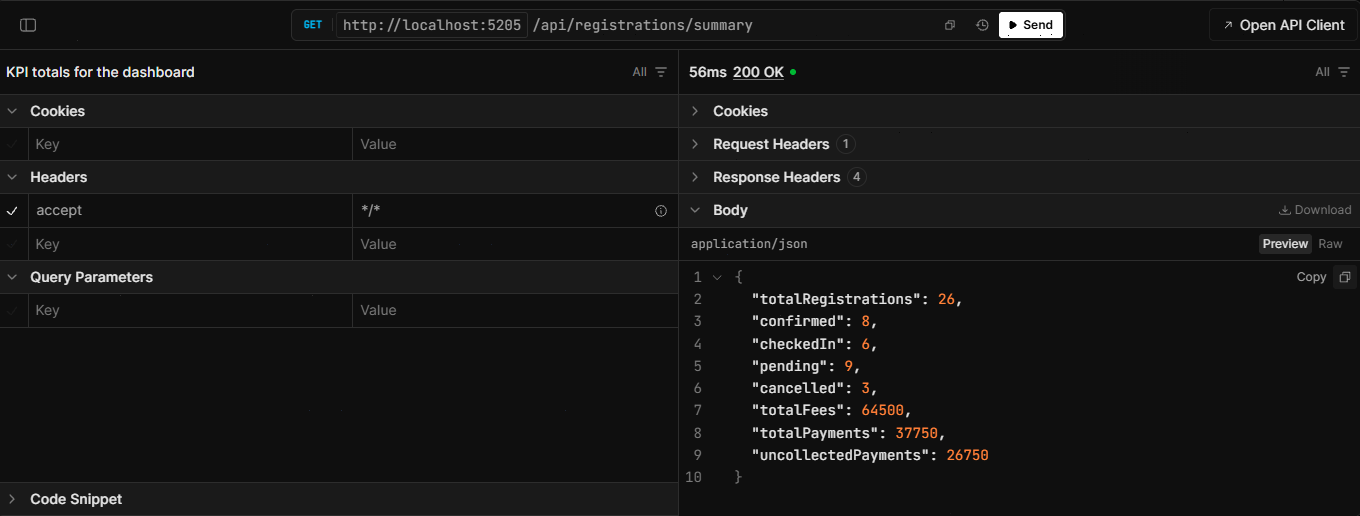 GET http://localhost:5205 /api/registrations/summary Send Open API Client
KPI totals for the dashboard All
Cookies
Key Value
Headers
accept */*
Key Value
Query Parameters
Key Value
Code Snippet
56ms 200 OK All
Cookies
Request Headers 1
Response Headers 4
Body Download
application/json Preview Raw
Copy
1 {
2 "totalRegistrations": 26,
3 "confirmed": 8,
4 "checkedIn": 6,
5 "pending": 9,
6 "cancelled": 3,
7 "totalFees": 64500,
8 "totalPayments": 37750,
9 "uncollectedPayments": 26750
10 }